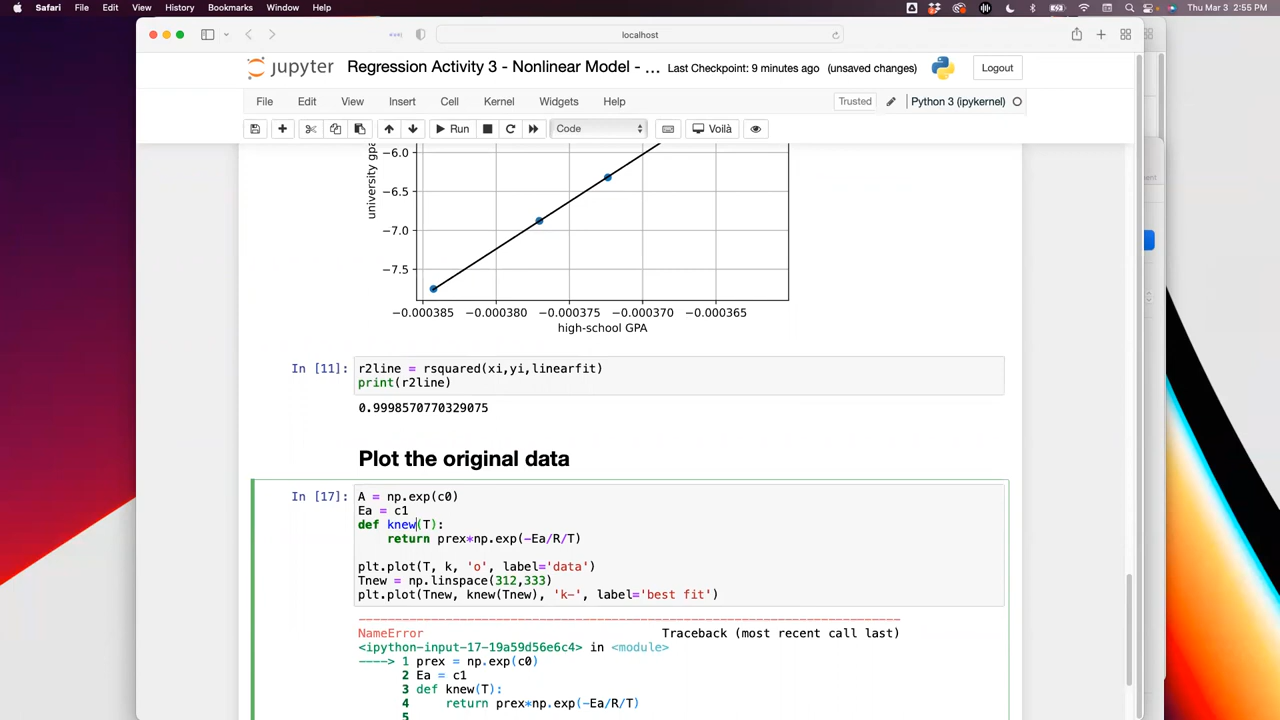 Safari File Edit View History Bookmarks Window Help Thu Mar 3 2:55 PM
localhost
jupyter Regression Activity 3 - Nonlinear Model - ... Last Checkpoint: 9 minutes ago (unsaved changes) Logout
File Edit View Insert Cell Kernel Widgets Help Trusted Python 3 (ipykernel)
Run Code Voilà
−6.0
−6.5
−7.0
−7.5
university gpa
−0.000385 −0.000380 −0.000375 −0.000370 −0.000365
high-school GPA
In [11]: r2line = rsquared(xi,yi,linearfit)
print(r2line)
0.9998570770329075
Plot the original data
In [17]: A = np.exp(c0)
Ea = c1
def knew(T):
return prex*np.exp(-Ea/R/T)
plt.plot(T, k, 'o', label='data')
Tnew = np.linspace(312,333)
plt.plot(Tnew, knew(Tnew), 'k-', label='best fit')
NameError Traceback (most recent call last)
<ipython-input-17-19a59d56e6c4> in <module>
----> 1 prex = np.exp(c0)
2 Ea = c1
3 def knew(T):
4 return prex*np.exp(-Ea/R/T)
5